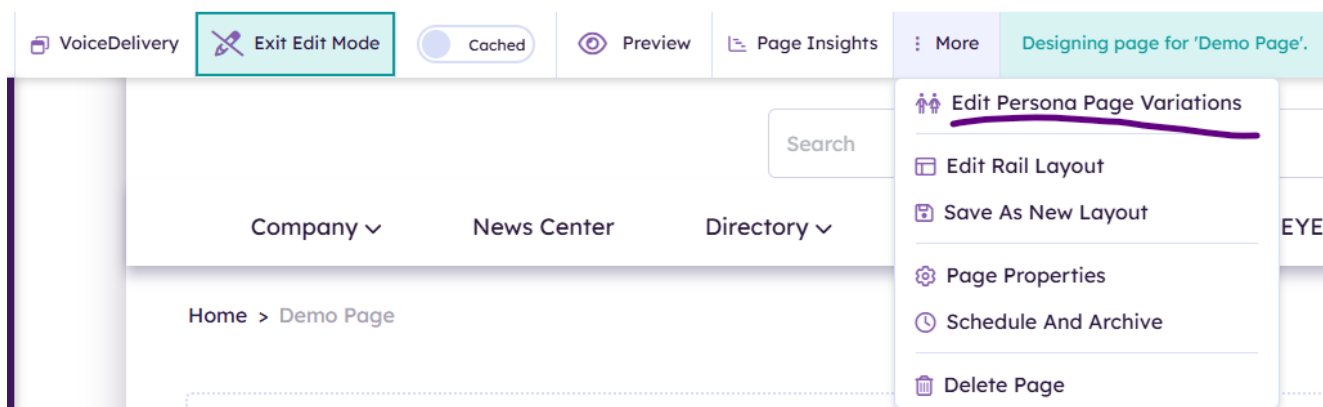 VoiceDelivery Exit Edit Mode Cached Preview Page Insights More Designing page for 'Demo Page'.
Edit Persona Page Variations
Search
Edit Rail Layout
Save As New Layout
Company News Center Directory EYE
Page Properties
Home > Demo Page
Schedule And Archive
Delete Page